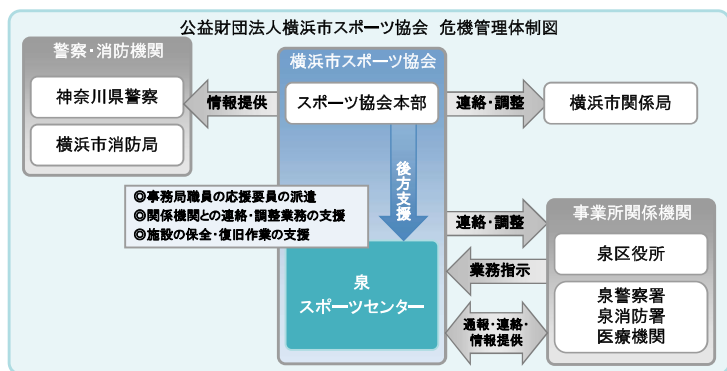 公益財団法人横浜市スポーツ協会 危機管理体制図
警察・消防機関
神奈川県警察
横浜市消防局
情報提供
横浜市スポーツ協会
スポーツ協会本部
連絡・調整
横浜市関係局
後方支援
◎事務局職員の応援要員の派遣
◎関係機関との連絡・調整業務の支援
◎施設の保全・復旧作業の支援
泉
スポーツセンター
連絡・調整
業務指示
通報・連絡・
情報提供
事業所関係機関
泉区役所
泉警察署
泉消防署
医療機関